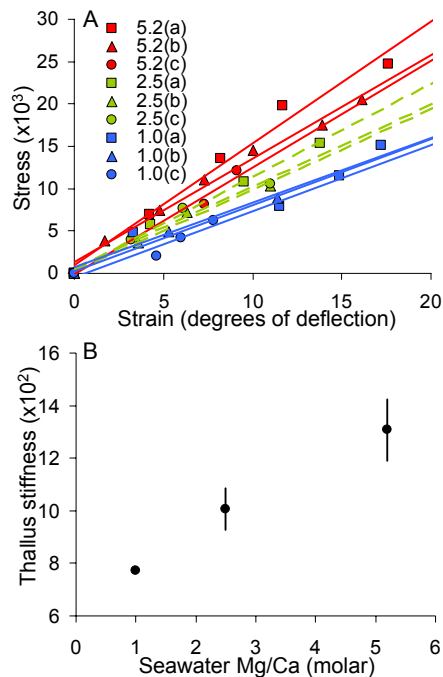 A
30
25
20
15
10
5
0
Stress (x10³)
5.2(a)
5.2(b)
5.2(c)
2.5(a)
2.5(b)
2.5(c)
1.0(a)
1.0(b)
1.0(c)
0 5 10 15 20
Strain (degrees of deflection)
B
16
14
12
10
8
6
Thallus stiffness (x10²)
0 1 2 3 4 5 6
Seawater Mg/Ca (molar)